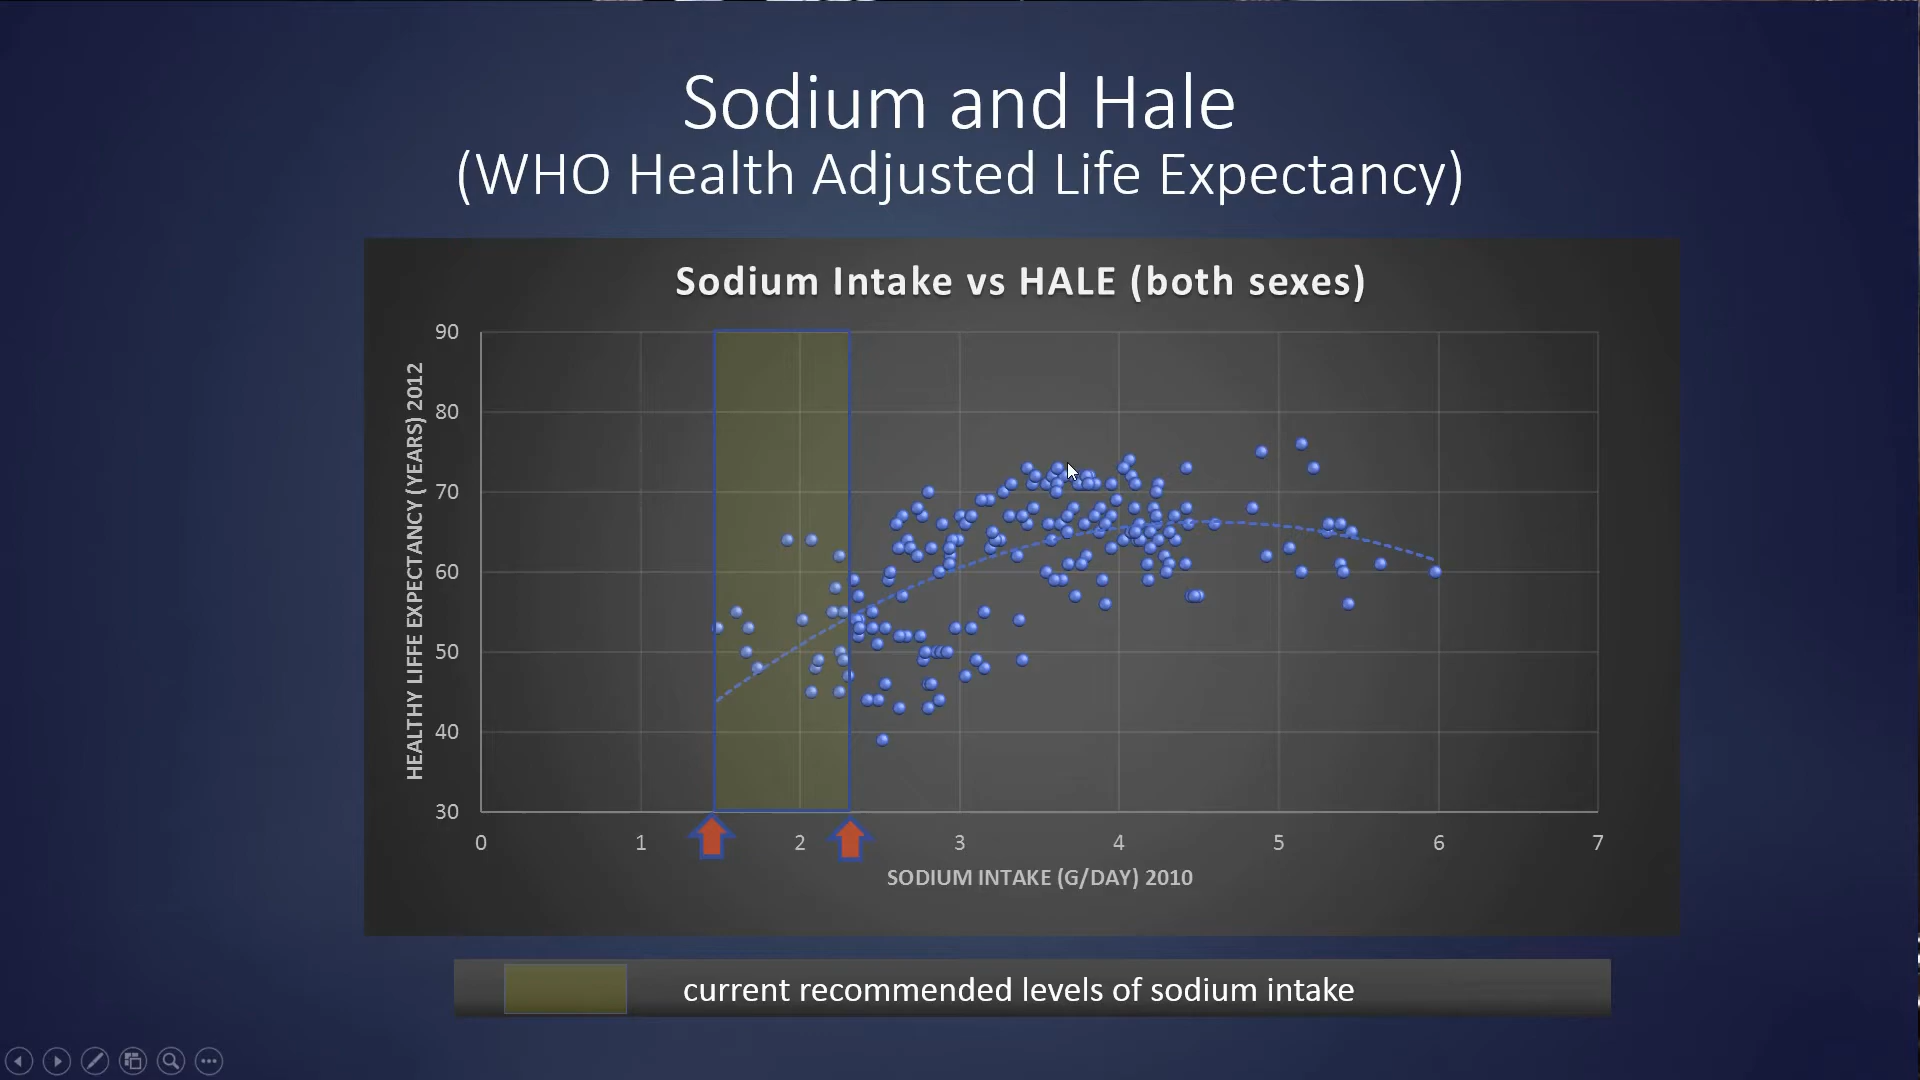 Sodium and Hale
(WHO Health Adjusted Life Expectancy)
Sodium Intake vs HALE (both sexes)
90
80
70
60
50
40
30
HEALTHY LIFFE EXPECTANCY (YEARS) 2012
0 1 2 3 4 5 6 7
SODIUM INTAKE (G/DAY) 2010
current recommended levels of sodium intake